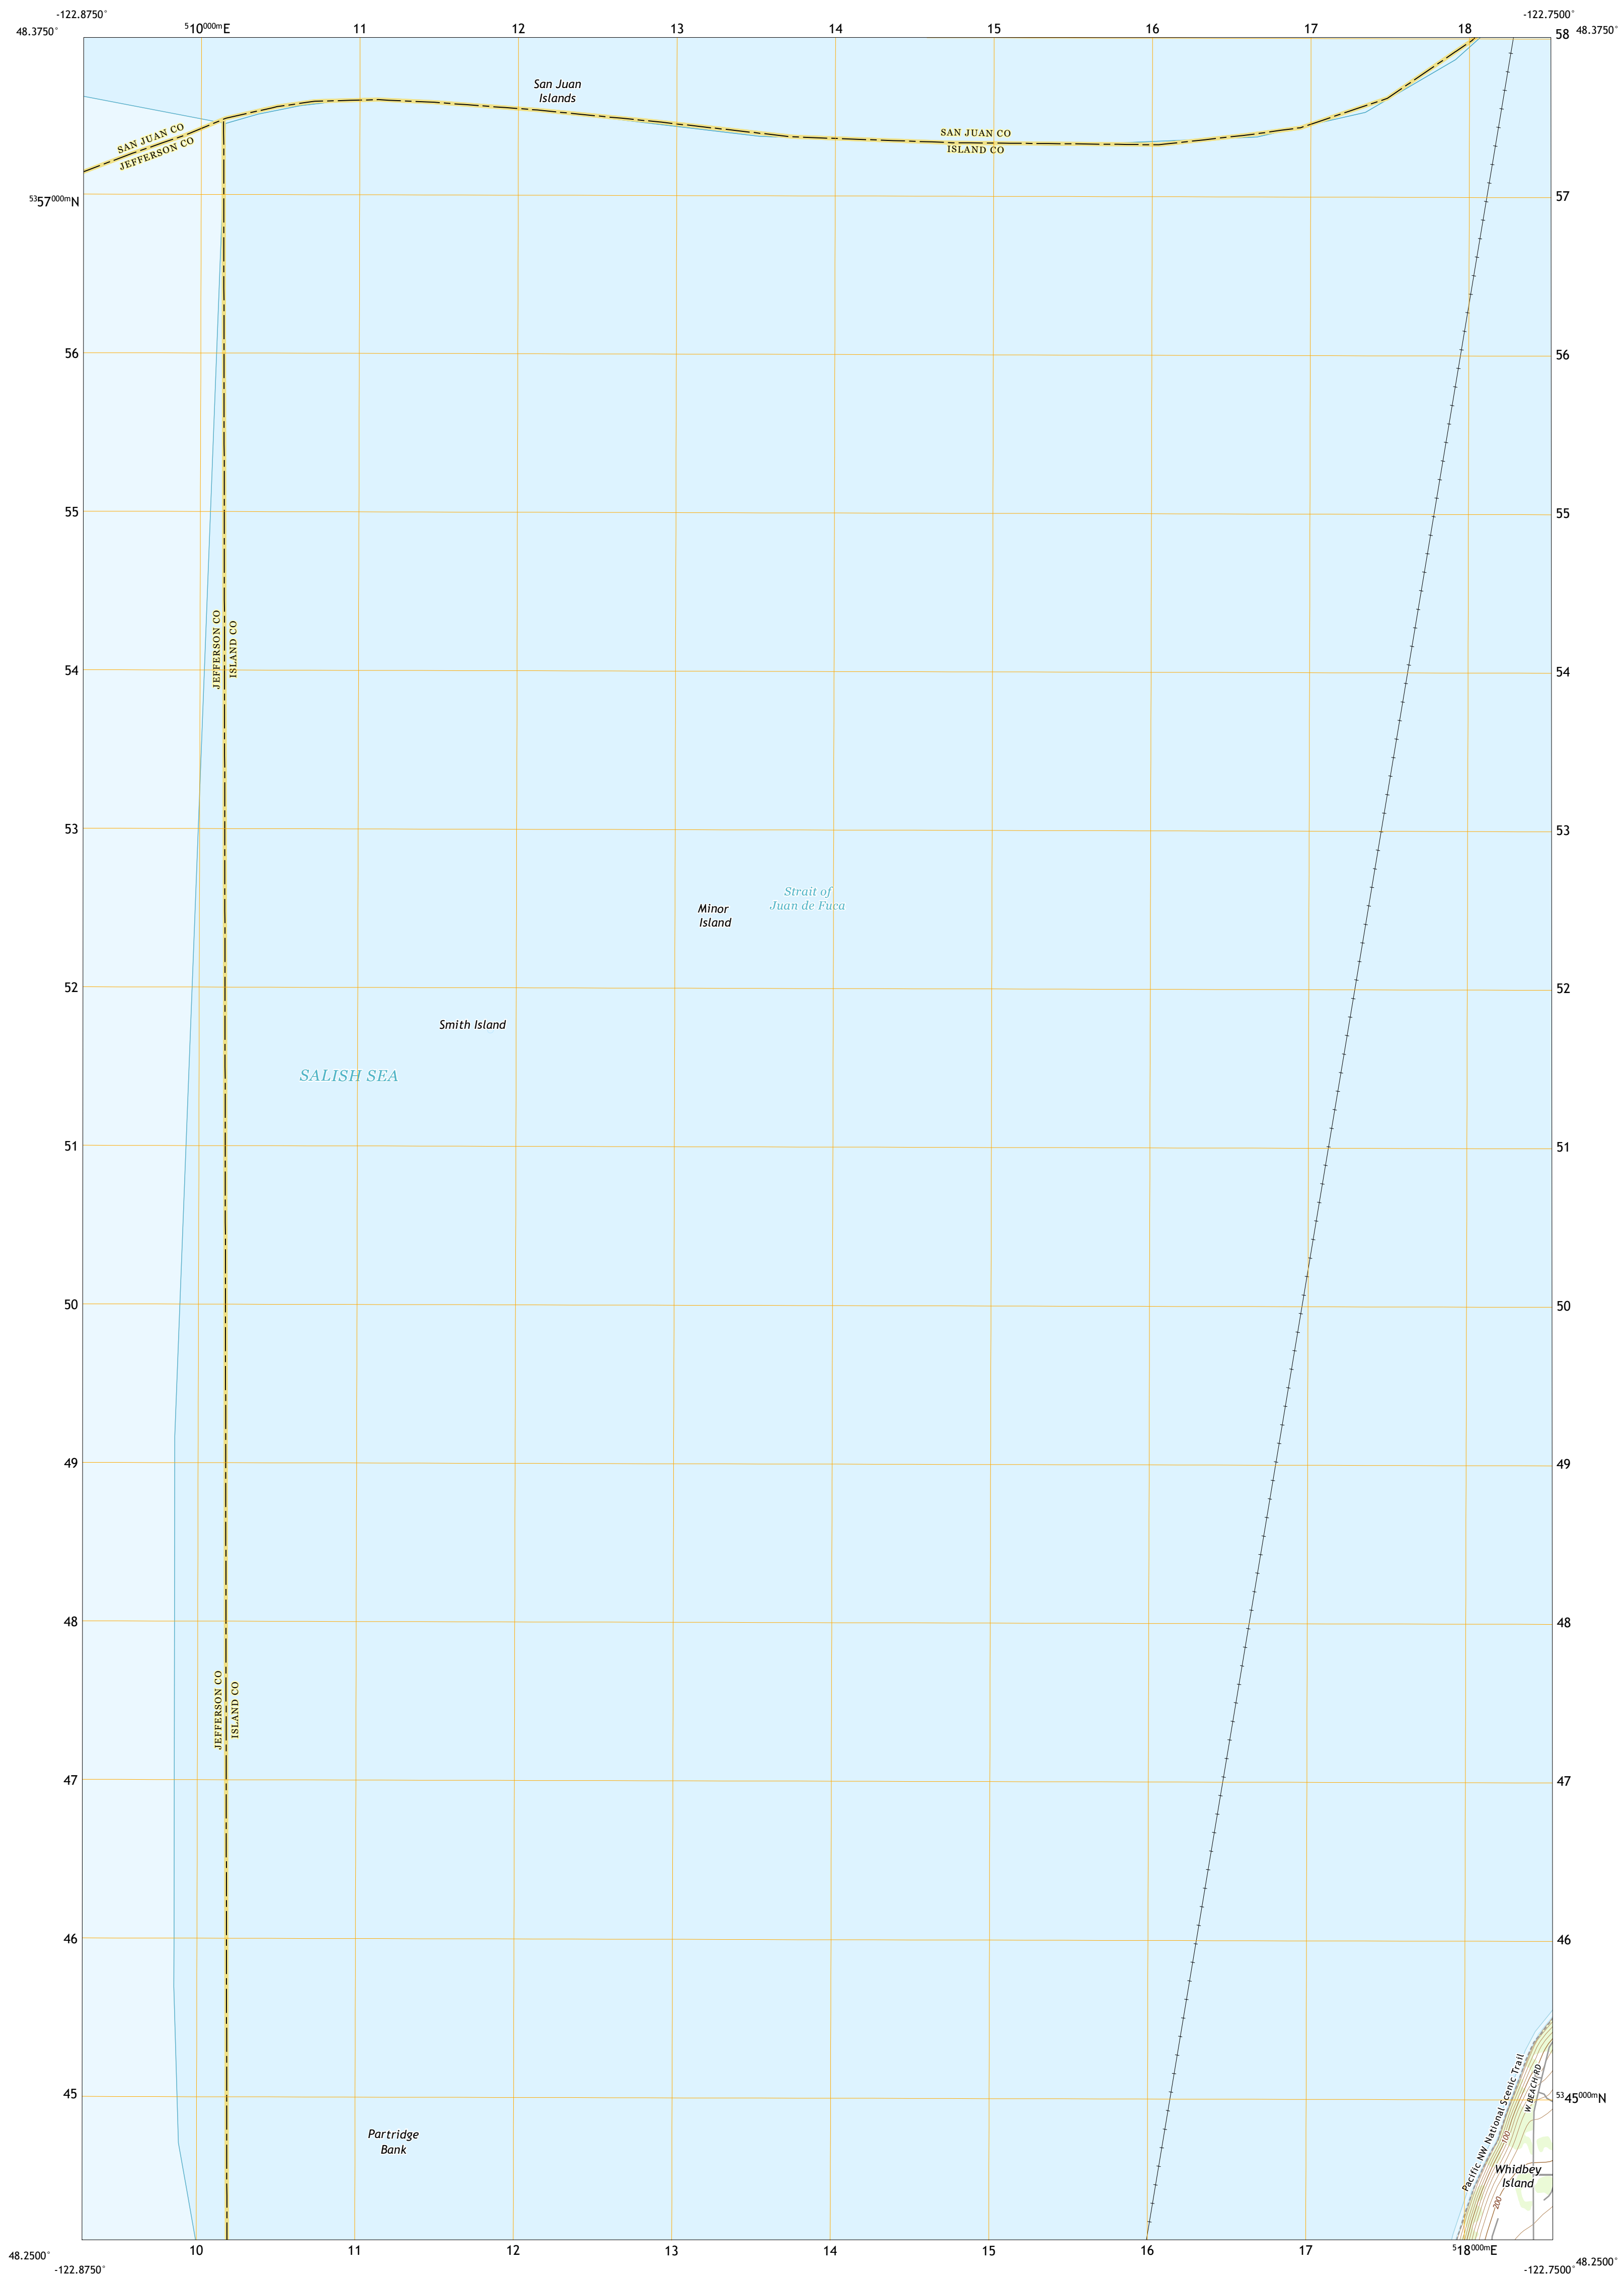 -122.8750°
-122.7500°
48.3750°
⁵10⁰⁰⁰ᵐE
11
12
13
14
15
16
17
18
58
48.3750°
San Juan
Islands
SAN JUAN CO
JEFFERSON CO
SAN JUAN CO
ISLAND CO
⁵³57⁰⁰⁰ᵐN
57
56
56
55
55
JEFFERSON CO
ISLAND CO
54
54
53
53
Strait of
Juan de Fuca
Minor
Island
52
52
Smith Island
SALISH SEA
51
51
50
50
49
49
48
48
JEFFERSON CO
ISLAND CO
47
47
46
46
45
⁵³45⁰⁰⁰ᵐN
Pacific NW National Scenic Trail
W BEACH RD
100
Partridge
Bank
Whidbey
Island
200
48.2500°
10
11
12
13
14
15
16
17
⁵18⁰⁰⁰ᵐE
48.2500°
-122.8750°
-122.7500°